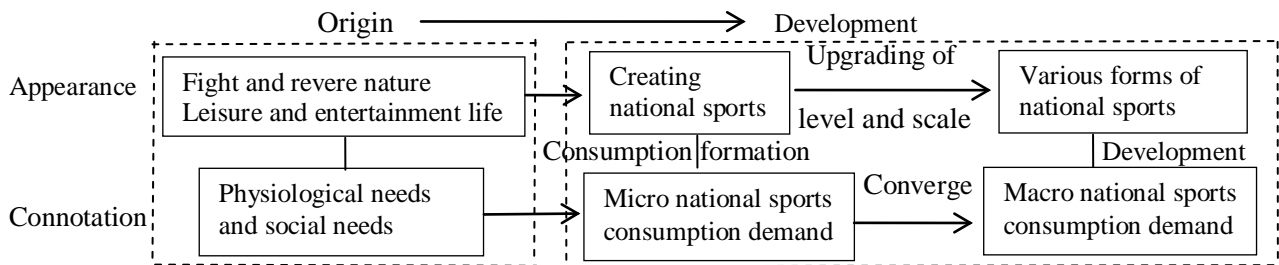 Origin
Development
Appearance
Fight and revere nature
Leisure and entertainment life
Creating
national sports
Upgrading of
level and scale
Various forms of
national sports
Consumption formation
Development
Connotation
Physiological needs
and social needs
Micro national sports
consumption demand
Converge
Macro national sports
consumption demand